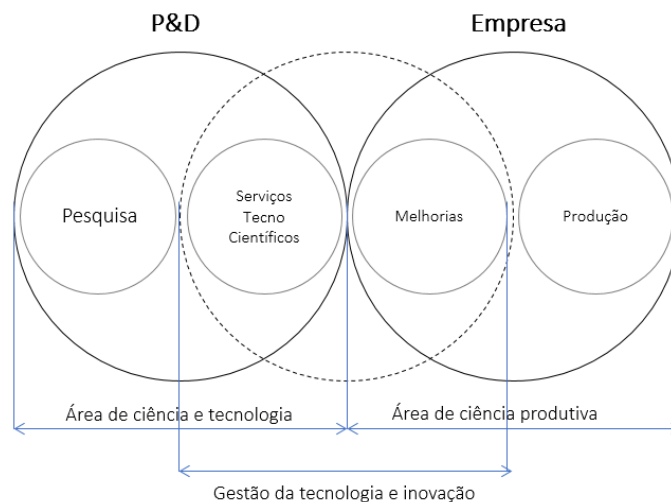 P&D
Empresa
Pesquisa
Serviços
Tecno
Científicos
Melhorias
Produção
Área de ciência e tecnologia
Área de ciência produtiva
Gestão da tecnologia e inovação